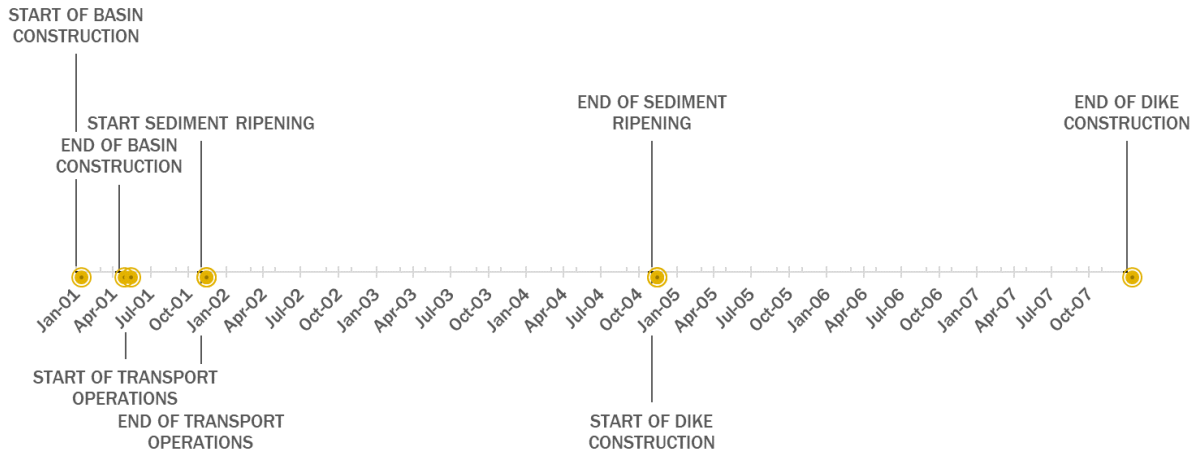 START OF BASIN
CONSTRUCTION
START SEDIMENT RIPENING
END OF BASIN
CONSTRUCTION
END OF SEDIMENT
RIPENING
END OF DIKE
CONSTRUCTION
Jan-01
Apr-01
Jul-01
Oct-01
Jan-02
Apr-02
Jul-02
Oct-02
Jan-03
Apr-03
Jul-03
Oct-03
Jan-04
Apr-04
Jul-04
Oct-04
Jan-05
Apr-05
Jul-05
Oct-05
Jan-06
Apr-06
Jul-06
Oct-06
Jan-07
Apr-07
Jul-07
Oct-07
START OF TRANSPORT
OPERATIONS
END OF TRANSPORT
OPERATIONS
START OF DIKE
CONSTRUCTION